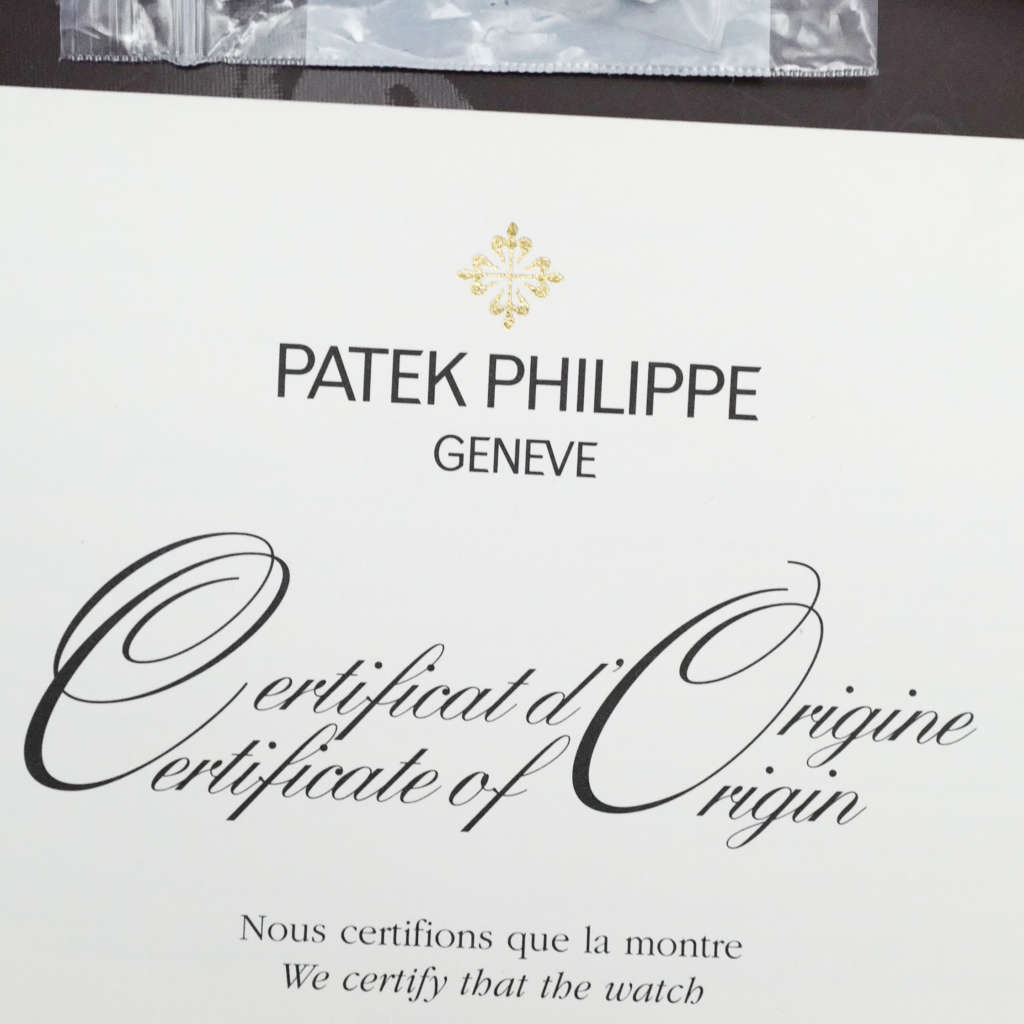 PATEK PHILIPPE
GENEVE
Certificat d'Origine
Certificate of Origin
Nous certifions que la montre
We certify that the watch